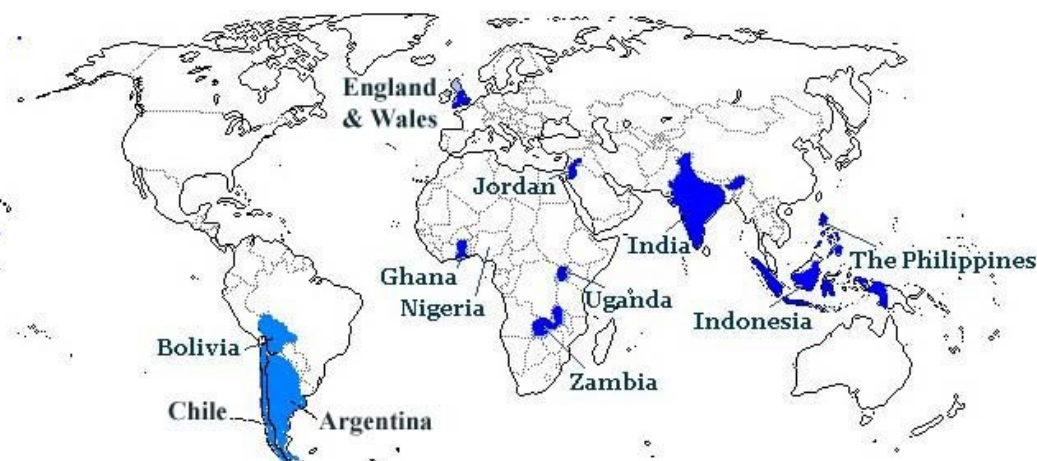 England
& Wales
Jordan
India
The Philippines
Ghana
Nigeria
Uganda
Indonesia
Bolivia
Zambia
Chile
Argentina